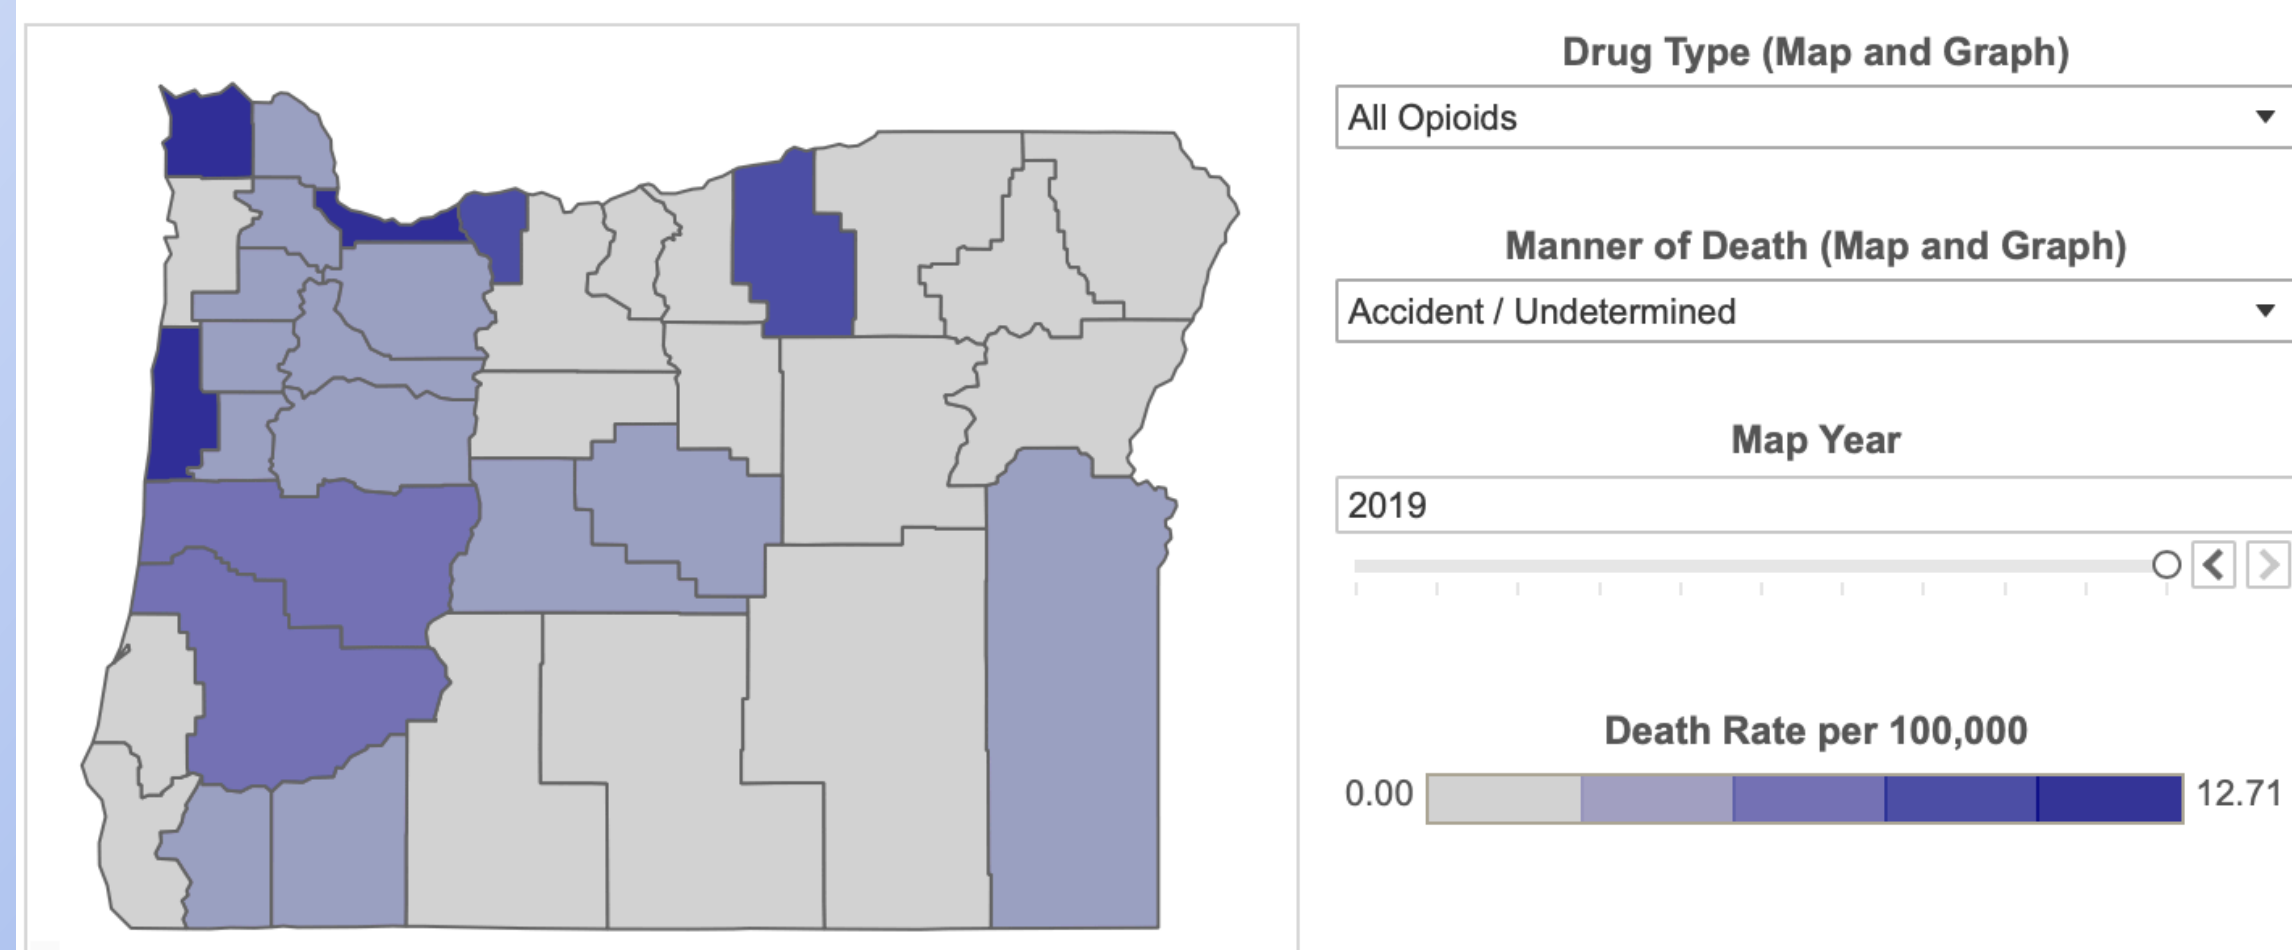 Drug Type (Map and Graph)
All Opioids
Manner of Death (Map and Graph)
Accident / Undetermined
Map Year
2019
Death Rate per 100,000
0.00 12.71